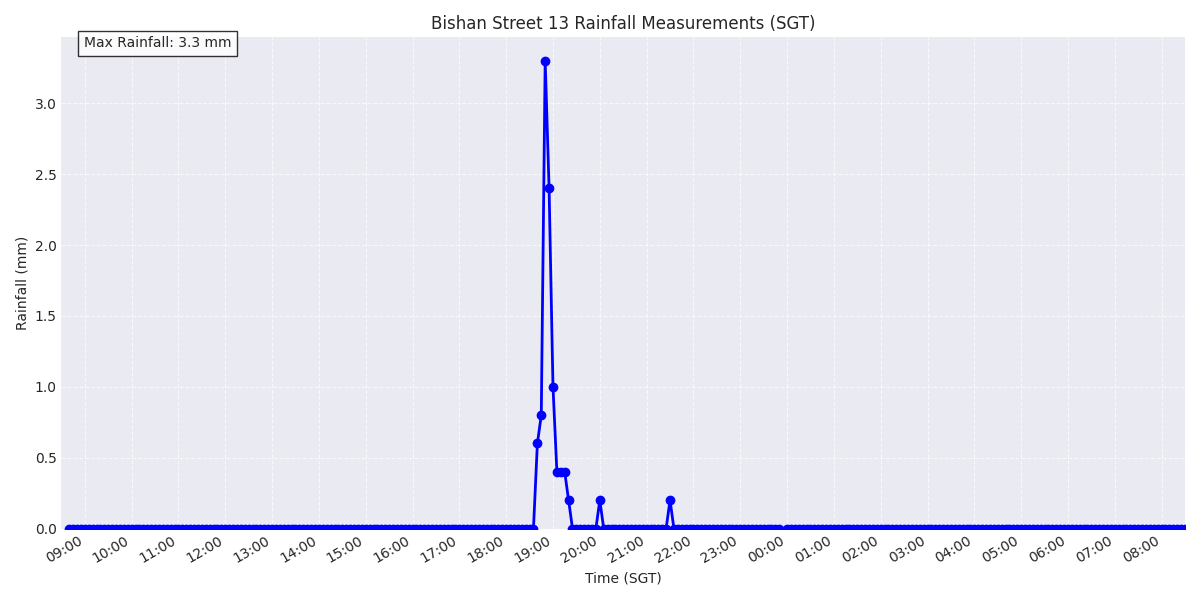 Bishan Street 13 Rainfall Measurements (SGT)
Max Rainfall: 3.3 mm
Rainfall (mm)
3.0
2.5
2.0
1.5
1.0
0.5
0.0
09:00 10:00 11:00 12:00 13:00 14:00 15:00 16:00 17:00 18:00 19:00 20:00 21:00 22:00 23:00 00:00 01:00 02:00 03:00 04:00 05:00 06:00 07:00 08:00
Time (SGT)